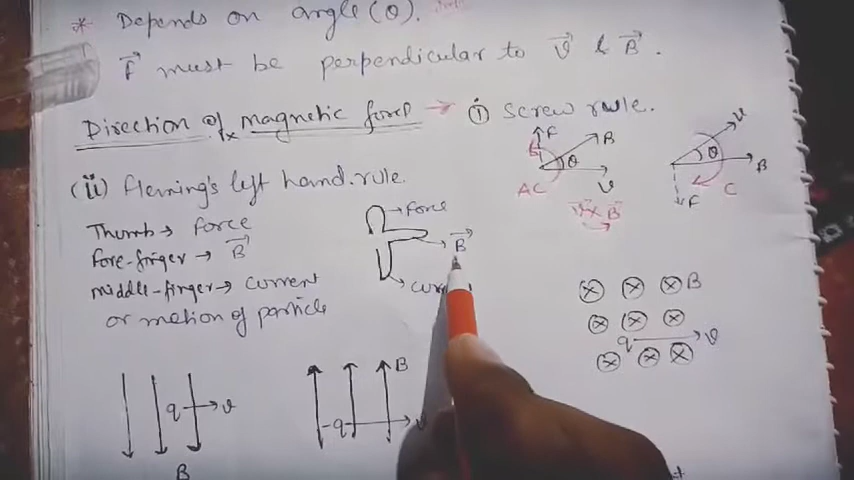 * Depends on angle (θ).
F must be perpendicular to V & B.
Direction of magnetic force → (i) Screw rule.
F B θ V AC
V × B
V θ B C F
(ii) Fleming's left hand.rule.
Thumb → force
Fore-finger → B
middle-finger → current
or motion of particle
→ Force
→ B
→
B
q → V
q → V
B
B
q V